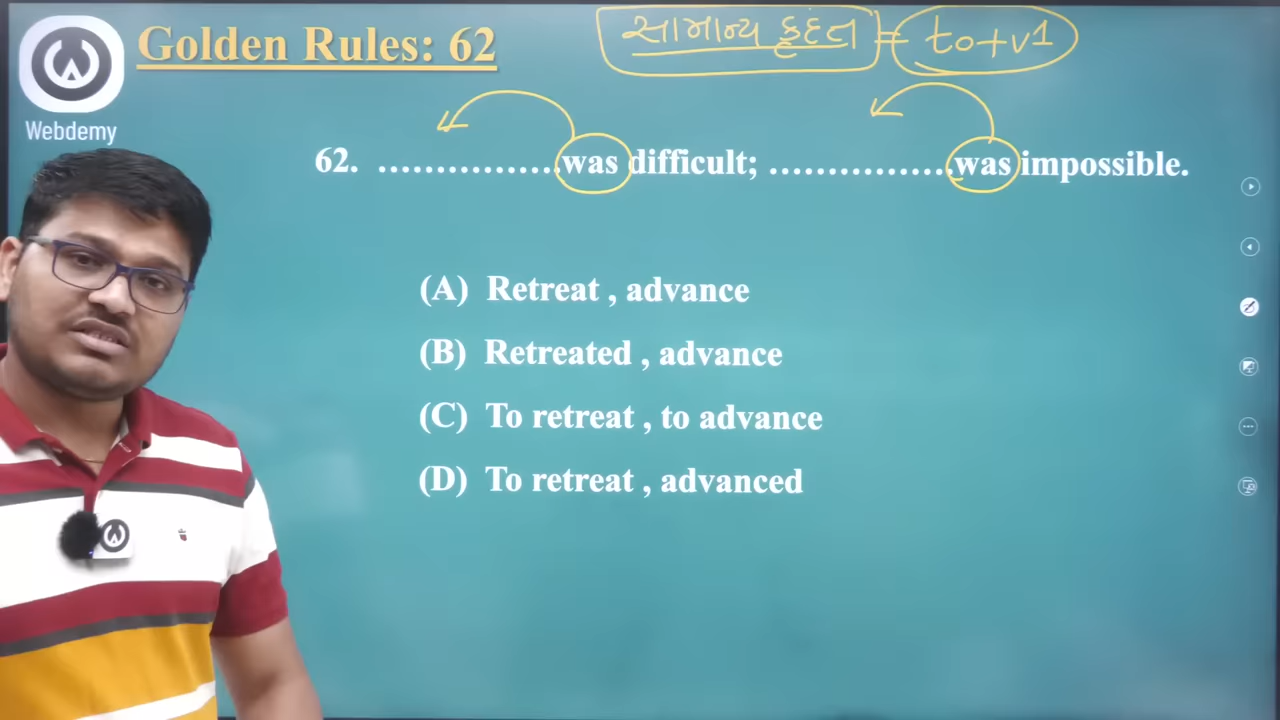 Golden Rules: 62
સામાન્ય કૃદંત = to+v1
Webdemy
62. ................was difficult; ................was impossible.
(A) Retreat , advance
(B) Retreated , advance
(C) To retreat , to advance
(D) To retreat , advanced